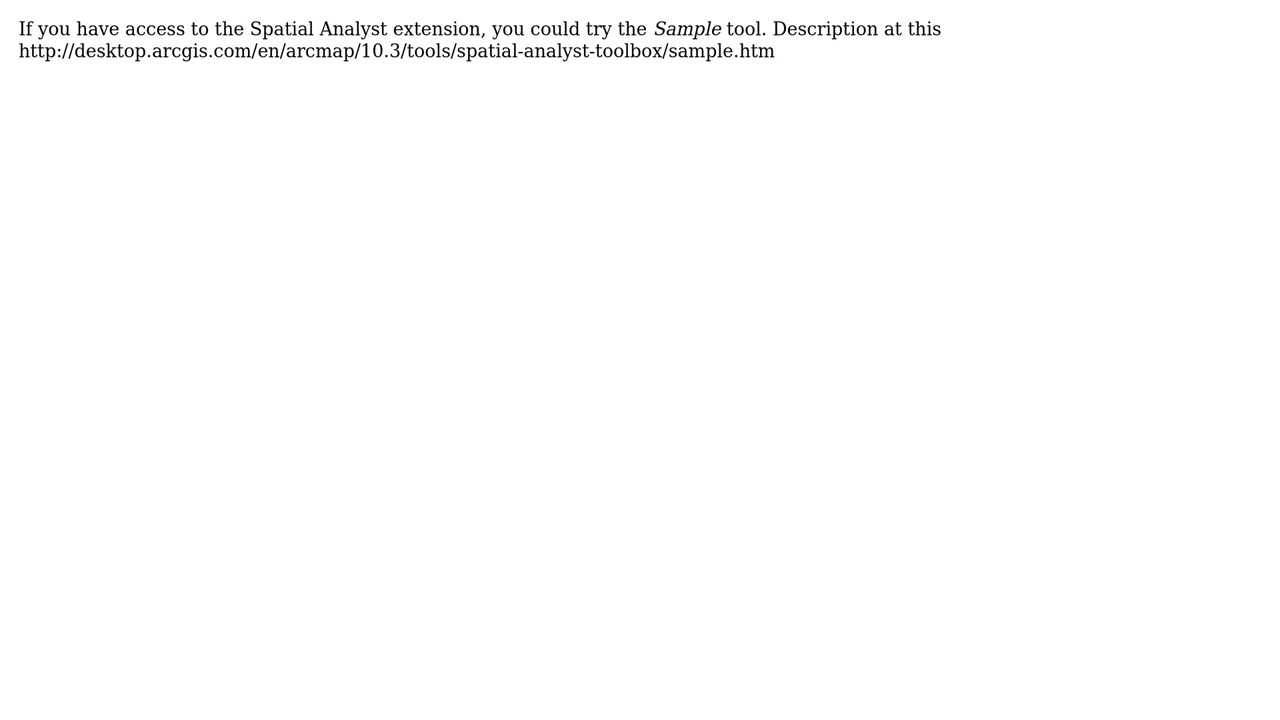 If you have access to the Spatial Analyst extension, you could try the Sample tool. Description at this
http://desktop.arcgis.com/en/arcmap/10.3/tools/spatial-analyst-toolbox/sample.htm